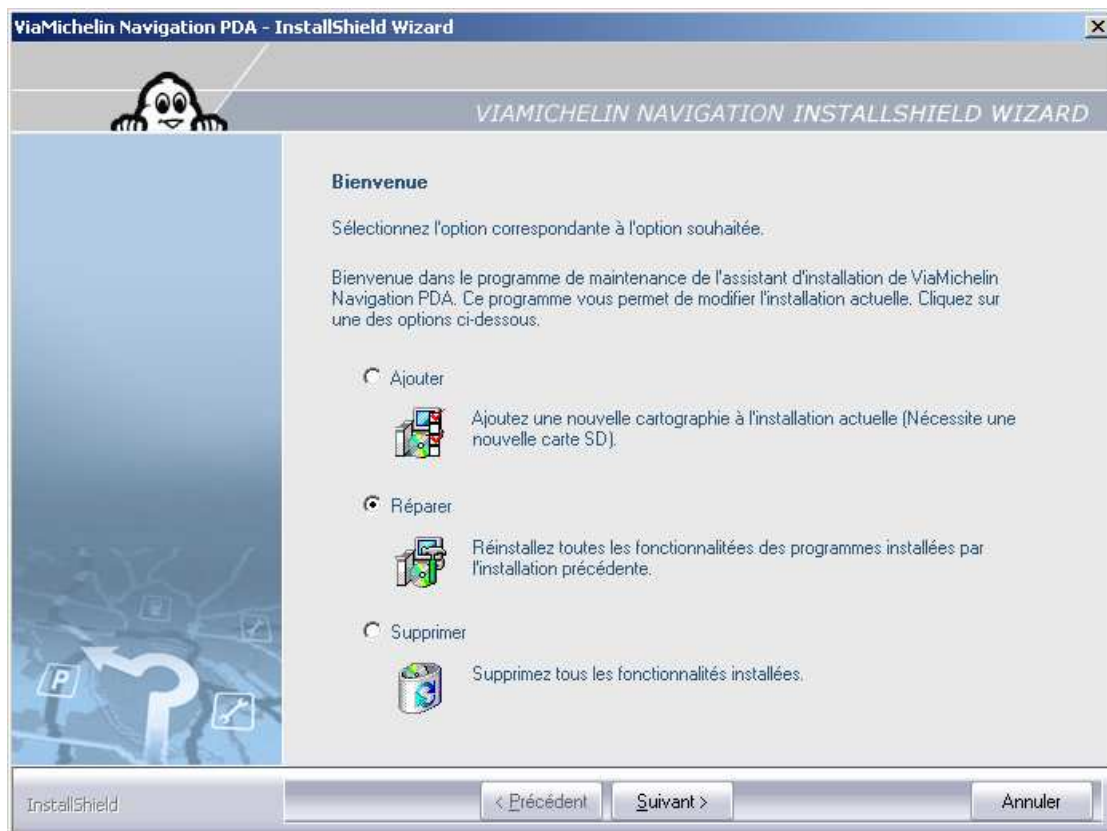 ViaMichelin Navigation PDA - InstallShield Wizard
VIAMICHELIN NAVIGATION INSTALLSHIELD WIZARD
Bienvenue
Sélectionnez l'option correspondante à l'option souhaitée.
Bienvenue dans le programme de maintenance de l'assistant d'installation de ViaMichelin
Navigation PDA. Ce programme vous permet de modifier l'installation actuelle. Cliquez sur
une des options ci-dessous.
Ajouter
Ajoutez une nouvelle cartographie à l'installation actuelle (Nécessite une
nouvelle carte SD).
Réparer
Réinstallez toutes les fonctionnalitées des programmes installées par
l'installation précédente.
Supprimer
Supprimez tous les fonctionnalités installées.
P
InstallShield
< Précédent
Suivant >
Annuler